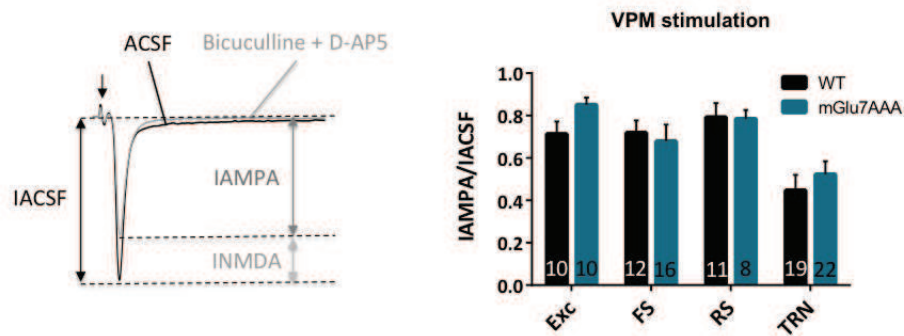 ACSF
Bicuculline + D-AP5
IACSF
IAMPA
INMDA
VPM stimulation
WT
mGlu7AAA
IAMPA/IACSF
1.0
0.8
0.6
0.4
0.2
0.0
10 10 12 16 11 8 19 22
Exc FS RS TRN